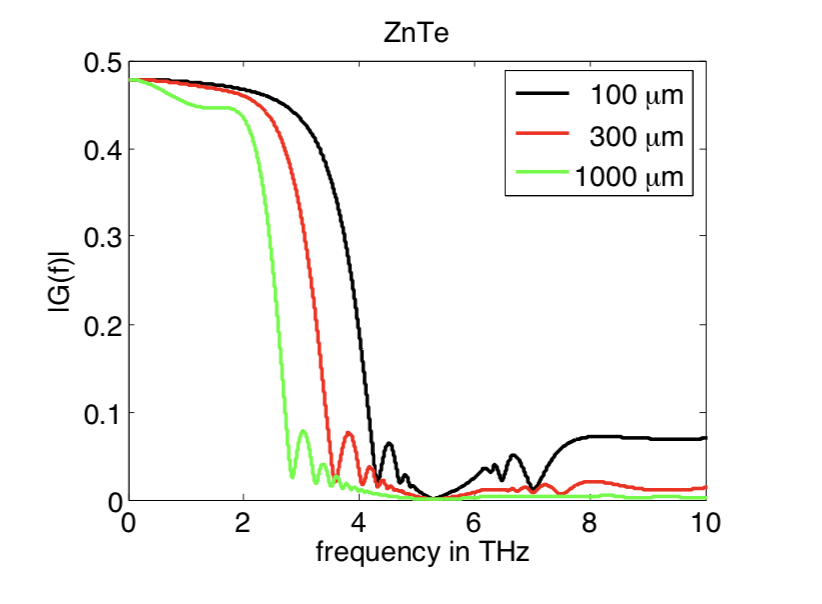 ZnTe
0.5
0.4
0.3
0.2
0.1
0
|G(f)|
100 μm
300 μm
1000 μm
0 2 4 6 8 10
frequency in THz